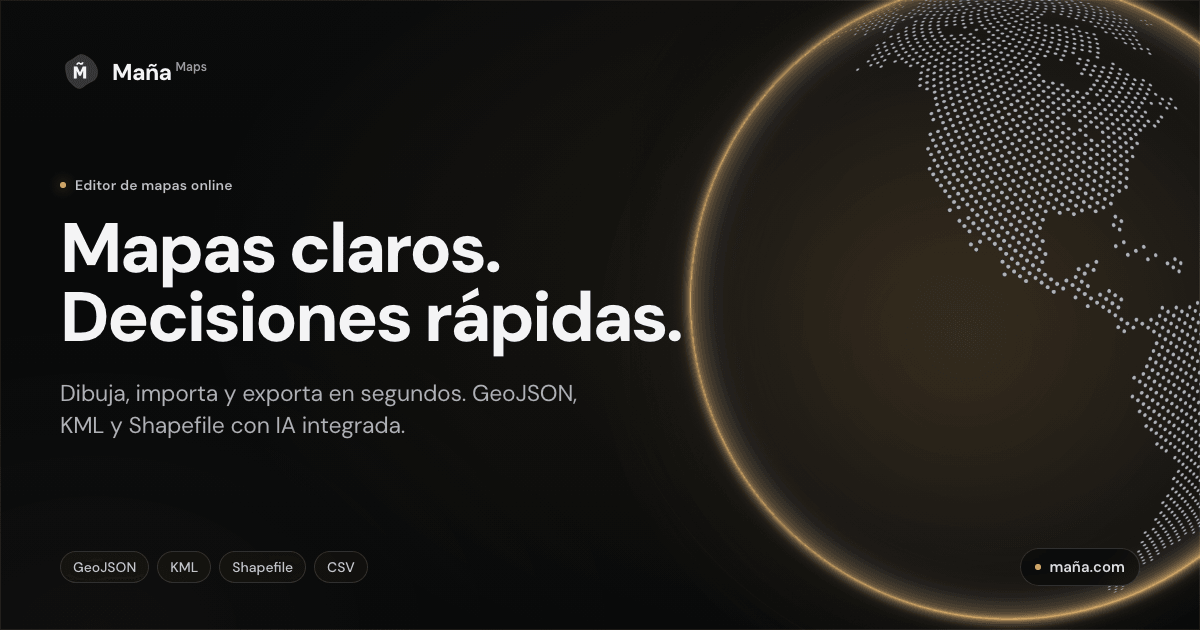 M̃
Maña Maps
Editor de mapas online
Mapas claros.
Decisiones rápidas.
Dibuja, importa y exporta en segundos. GeoJSON,
KML y Shapefile con IA integrada.
GeoJSON KML Shapefile CSV
maña.com